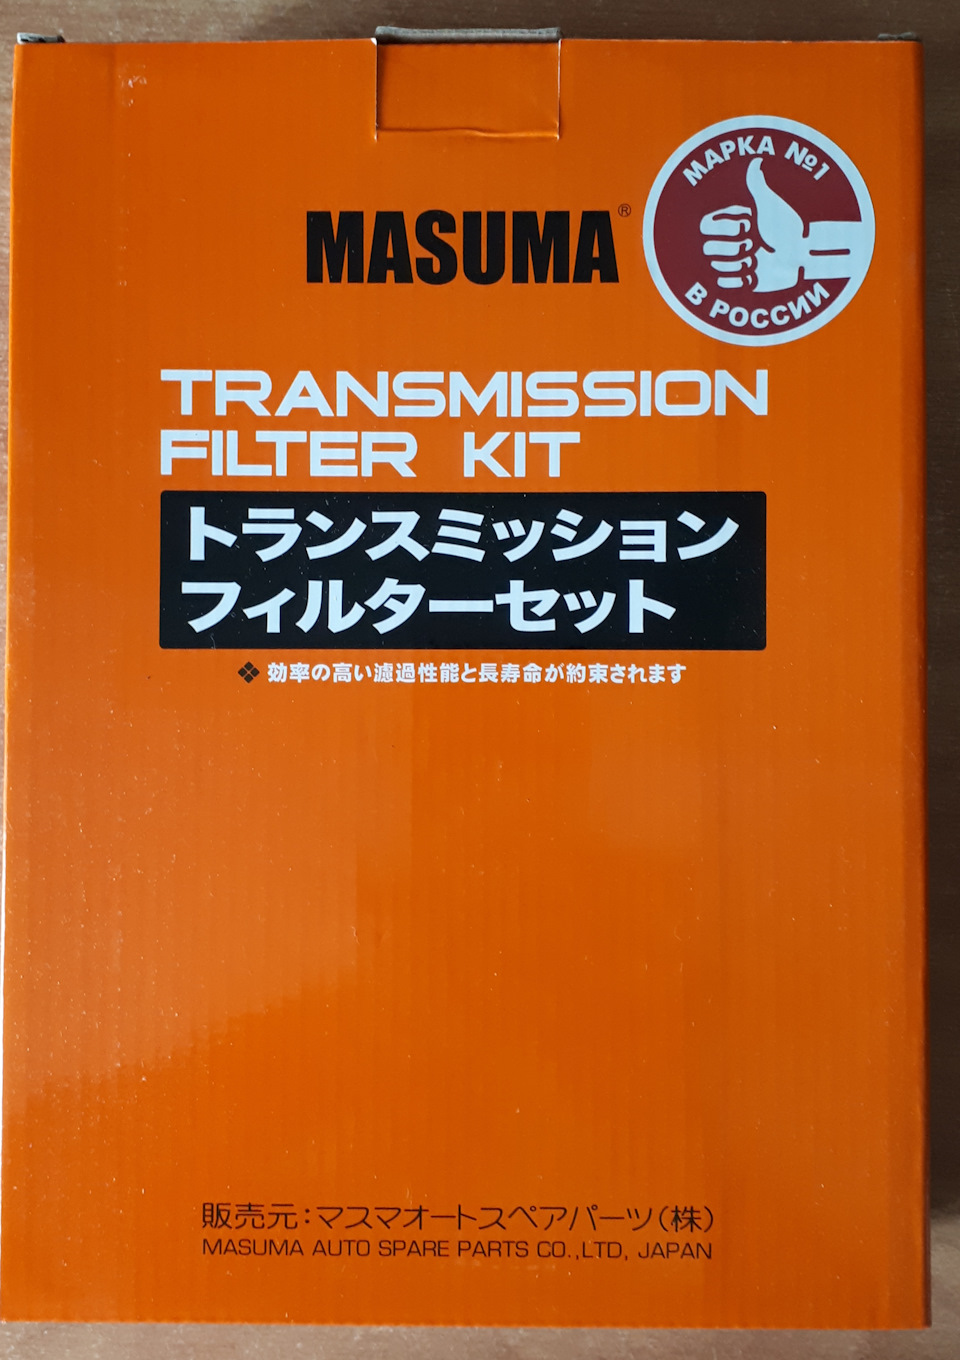 MASUMA®
МАРКА №1
В РОССИИ
TRANSMISSION
FILTER KIT
トランスミッション
フィルターセット
❖ 効率の高い濾過性能と長寿命が約束されます
販売元：マスマオートスペアパーツ（株）
MASUMA AUTO SPARE PARTS CO.,LTD, JAPAN